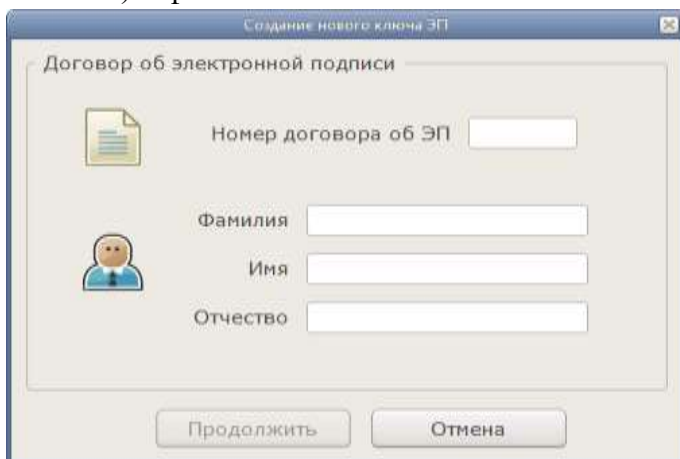 Создание нового ключа ЭП
Договор об электронной подписи
Номер договора об ЭП
Фамилия
Имя
Отчество
Продолжить Отмена